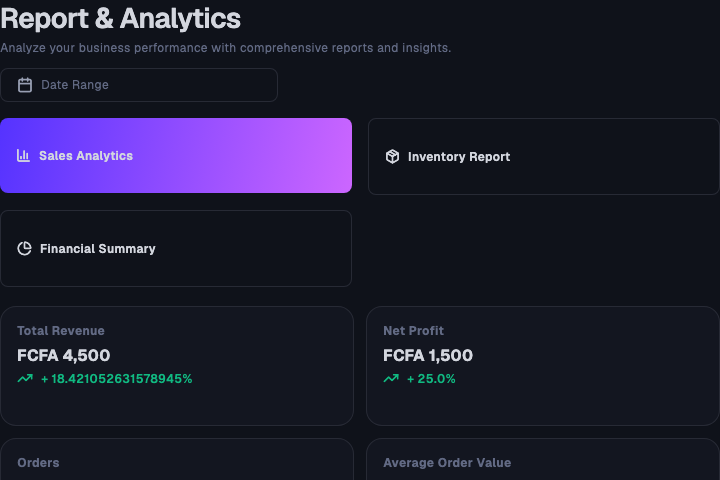 Report & Analytics
Analyze your business performance with comprehensive reports and insights.
Date Range
Sales Analytics
Inventory Report
Financial Summary
Total Revenue
FCFA 4,500
+ 18.421052631578945%
Net Profit
FCFA 1,500
+ 25.0%
Orders
Average Order Value